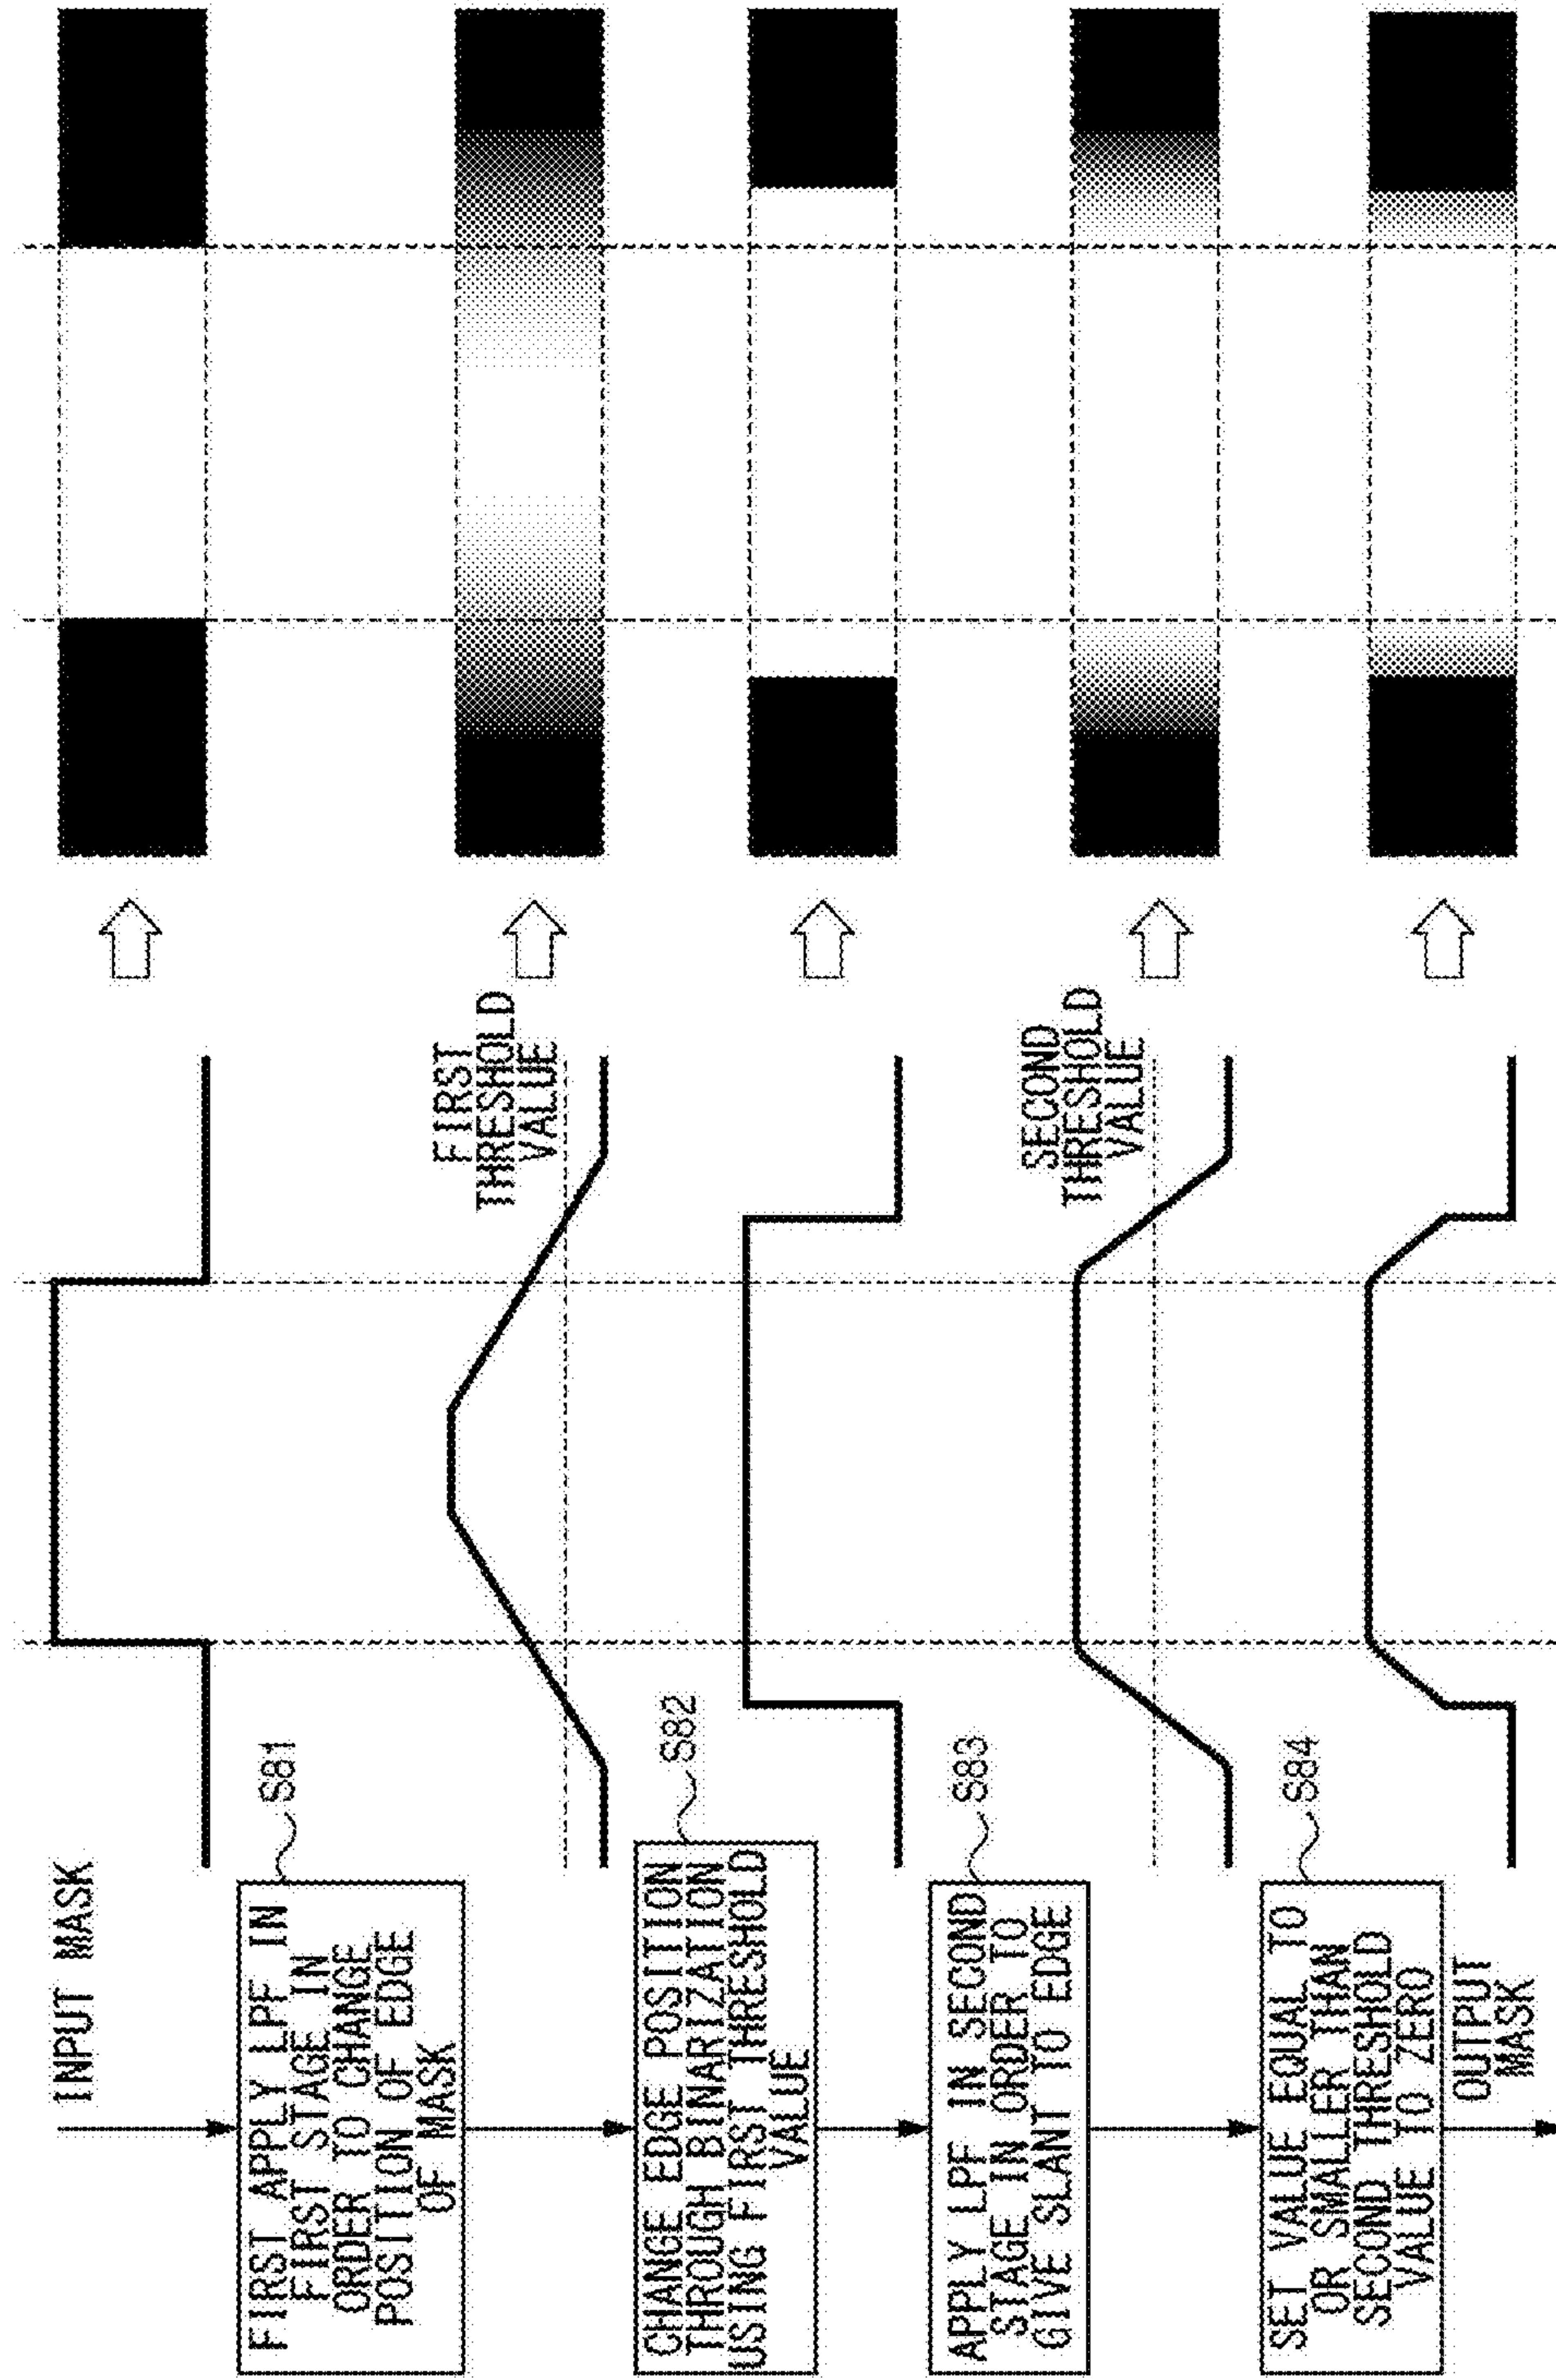 INPUT MASK
FIRST APPLY LPF IN
FIRST STAGE IN
ORDER TO CHANGE
POSITION OF EDGE
OF MASK
S81
FIRST
THRESHOLD
VALUE
CHANGE EDGE POSITION
THROUGH BINARIZATION
USING FIRST THRESHOLD
VALUE
S82
APPLY LPF IN SECOND
STAGE IN ORDER TO
GIVE SLANT TO EDGE
S83
SECOND
THRESHOLD
VALUE
SET VALUE EQUAL TO
OR SMALLER THAN
SECOND THRESHOLD
VALUE TO ZERO
S84
OUTPUT
MASK